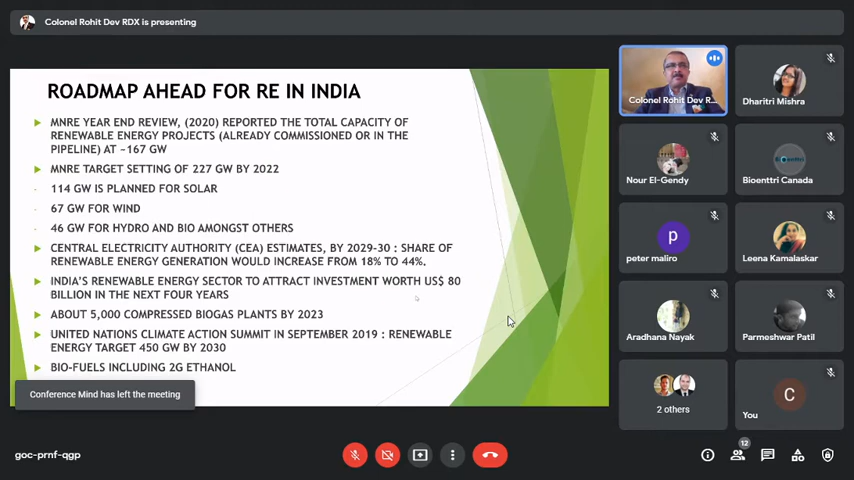 Colonel Rohit Dev RDX is presenting
ROADMAP AHEAD FOR RE IN INDIA
MNRE YEAR END REVIEW, (2020) REPORTED THE TOTAL CAPACITY OF
RENEWABLE ENERGY PROJECTS (ALREADY COMMISSIONED OR IN THE
PIPELINE) AT ~167 GW
MNRE TARGET SETTING OF 227 GW BY 2022
114 GW IS PLANNED FOR SOLAR
67 GW FOR WIND
46 GW FOR HYDRO AND BIO AMONGST OTHERS
CENTRAL ELECTRICITY AUTHORITY (CEA) ESTIMATES, BY 2029-30 : SHARE OF
RENEWABLE ENERGY GENERATION WOULD INCREASE FROM 18% TO 44%.
INDIA'S RENEWABLE ENERGY SECTOR TO ATTRACT INVESTMENT WORTH US$ 80
BILLION IN THE NEXT FOUR YEARS
ABOUT 5,000 COMPRESSED BIOGAS PLANTS BY 2023
UNITED NATIONS CLIMATE ACTION SUMMIT IN SEPTEMBER 2019 : RENEWABLE
ENERGY TARGET 450 GW BY 2030
BIO-FUELS INCLUDING 2G ETHANOL
Conference Mind has left the meeting
Colonel Rohit Dev R...
Dharitri Mishra
Nour El-Gendy
Bioenttri Canada
p
peter maliro
Leena Kamalaskar
Aradhana Nayak
Parmeshwar Patil
2 others
C
You
goc-prnf-qgp
12